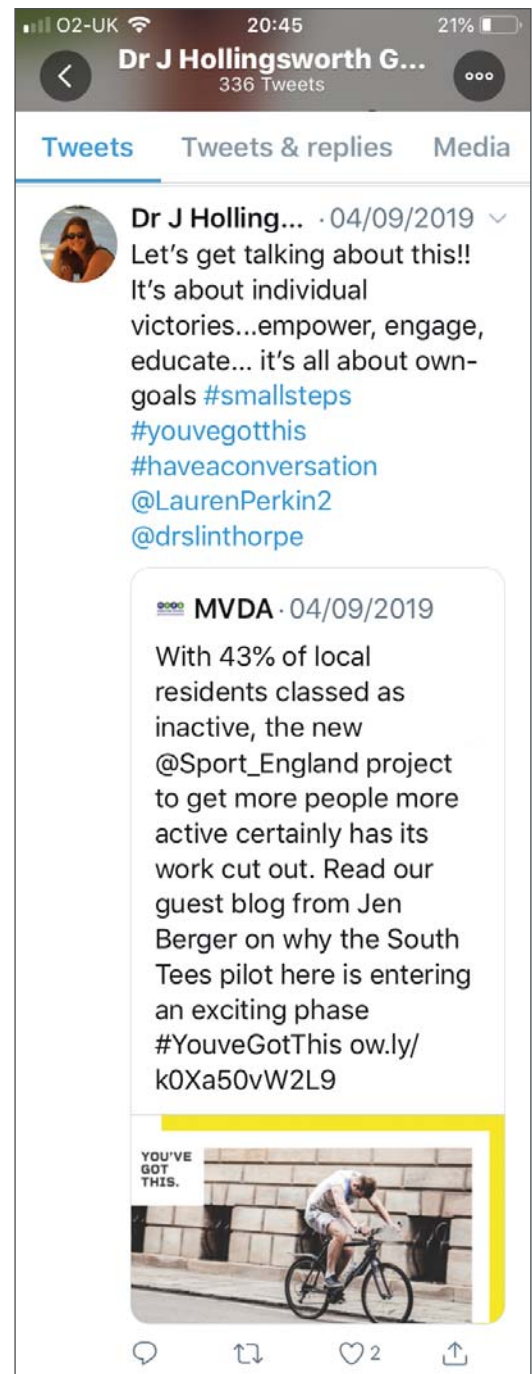 O2-UK 20:45 21%
Dr J Hollingsworth G...
336 Tweets
Tweets Tweets & replies Media
Dr J Holling... · 04/09/2019
Let's get talking about this!!
It's about individual
victories...empower, engage,
educate... it's all about own-
goals #smallsteps
#youvegotthis
#haveaconversation
@LaurenPerkin2
@drslinthorpe
MVDA · 04/09/2019
With 43% of local
residents classed as
inactive, the new
@Sport_England project
to get more people more
active certainly has its
work cut out. Read our
guest blog from Jen
Berger on why the South
Tees pilot here is entering
an exciting phase
#YouveGotThis ow.ly/
k0Xa50vW2L9
YOU'VE
GOT
THIS.
2